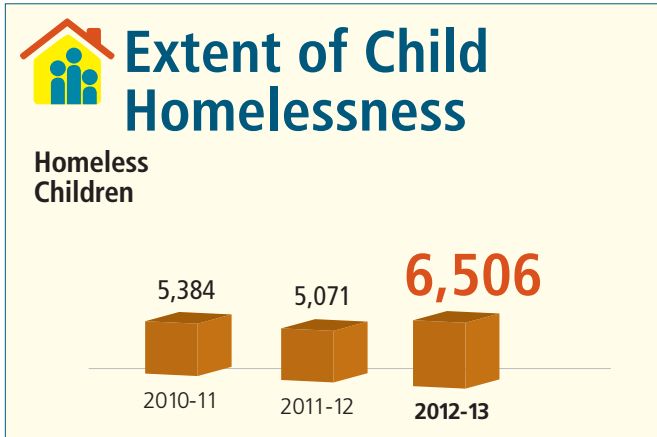 Extent of Child
Homelessness
Homeless
Children
5,384
5,071
6,506
2010-11
2011-12
2012-13